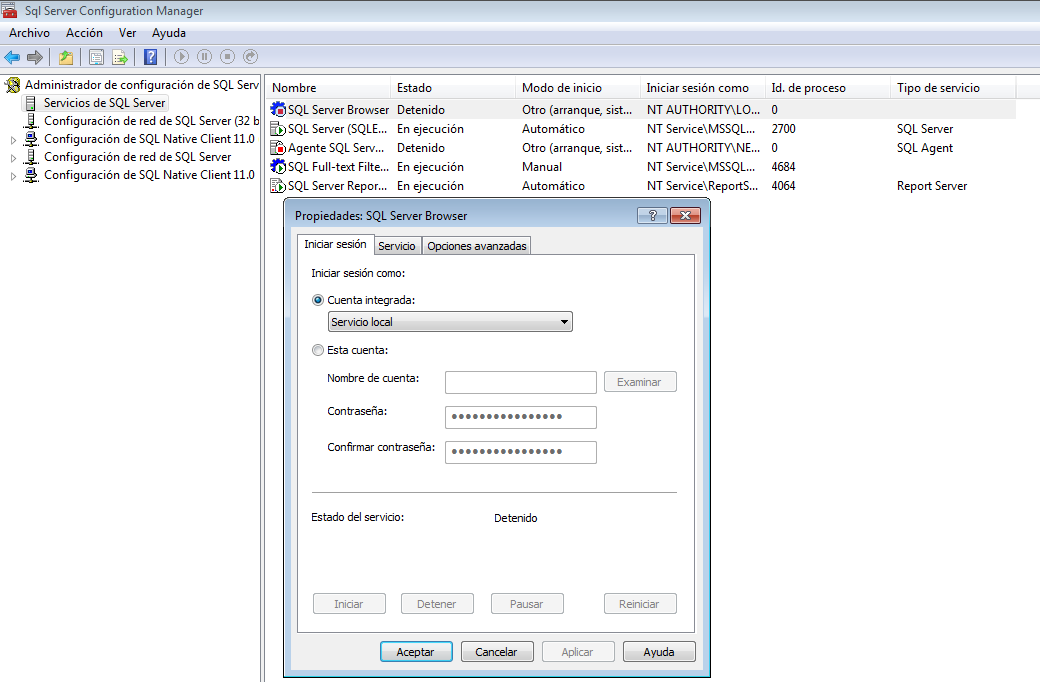 Sql Server Configuration Manager
Archivo Acción Ver Ayuda
Administrador de configuración de SQL Serv
Servicios de SQL Server
Configuración de red de SQL Server (32 b
Configuración de SQL Native Client 11.0
Configuración de red de SQL Server
Configuración de SQL Native Client 11.0
Nombre Estado Modo de inicio Iniciar sesión como Id. de proceso Tipo de servicio
SQL Server Browser Detenido Otro (arranque, sist... NT AUTHORITY\LO... 0
SQL Server (SQLE... En ejecución Automático NT Service\MSSQL... 2700 SQL Server
Agente SQL Serv... Detenido Otro (arranque, sist... NT AUTHORITY\NE... 0 SQL Agent
SQL Full-text Filte... En ejecución Manual NT Service\MSSQL... 4684
SQL Server Repor... En ejecución Automático NT Service\ReportS... 4064 Report Server
Propiedades: SQL Server Browser
Iniciar sesión Servicio Opciones avanzadas
Iniciar sesión como:
Cuenta integrada:
Servicio local
Esta cuenta:
Nombre de cuenta: Examinar
Contraseña: ••••••••••••••••
Confirmar contraseña: ••••••••••••••••
Estado del servicio: Detenido
Iniciar Detener Pausar Reiniciar
Aceptar Cancelar Aplicar Ayuda